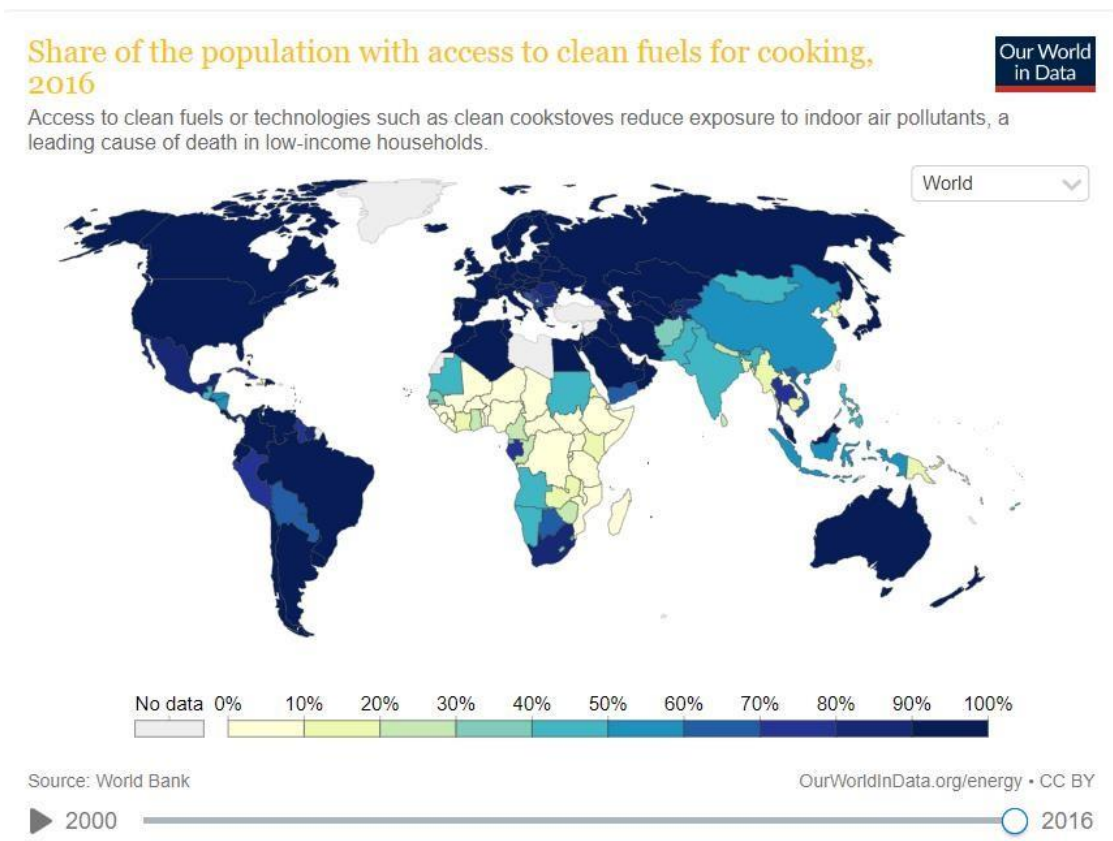 Share of the population with access to clean fuels for cooking,
2016
Our World
in Data
Access to clean fuels or technologies such as clean cookstoves reduce exposure to indoor air pollutants, a
leading cause of death in low-income households.
World
No data 0% 10% 20% 30% 40% 50% 60% 70% 80% 90% 100%
Source: World Bank
OurWorldInData.org/energy • CC BY
2000
2016